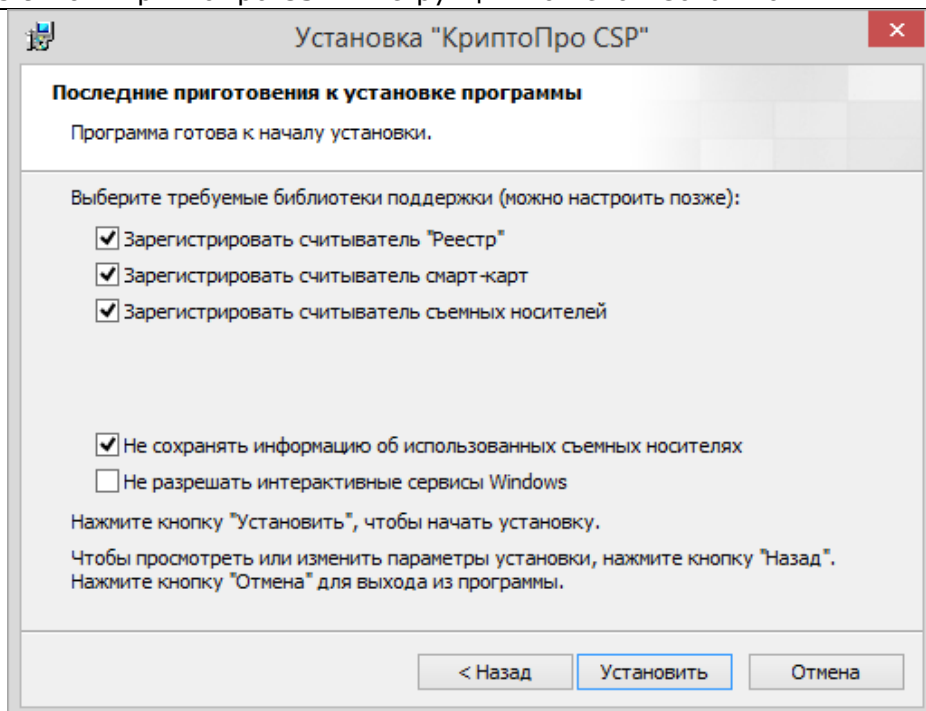 Установка "КриптоПро CSP"
Последние приготовения к установке программы
Программа готова к началу установки.
Выберите требуемые библиотеки поддержки (можно настроить позже):
Зарегистрировать считыватель "Реестр"
Зарегистрировать считыватель смарт-карт
Зарегистрировать считыватель съемных носителей
Не сохранять информацию об использованных съемных носителях
Не разрешать интерактивные сервисы Windows
Нажмите кнопку "Установить", чтобы начать установку.
Чтобы просмотреть или изменить параметры установки, нажмите кнопку "Назад".
Нажмите кнопку "Отмена" для выхода из программы.
< Назад Установить Отмена